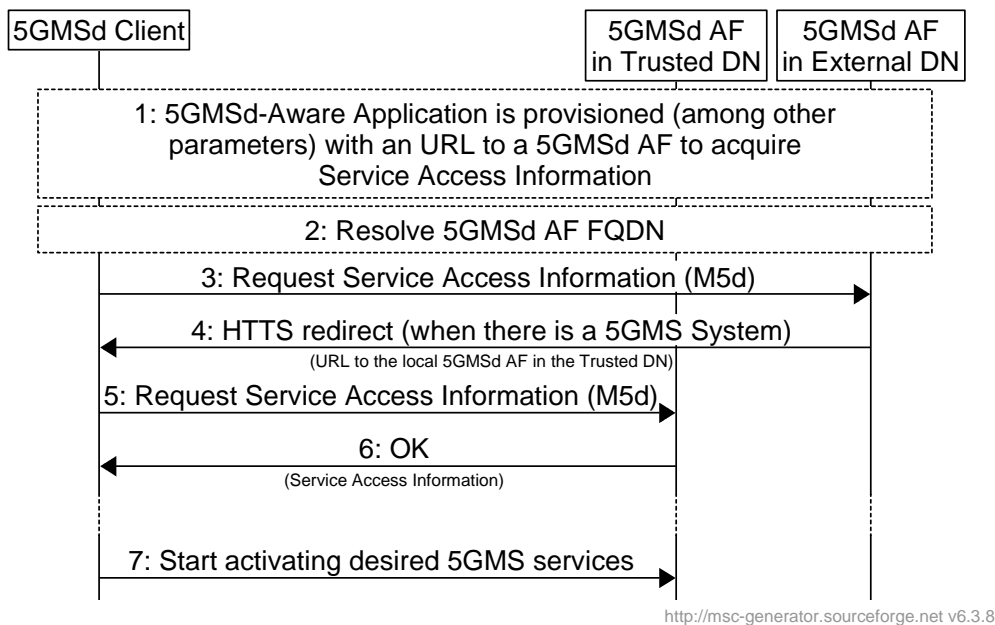 5GMSd Client
5GMSd AF
in Trusted DN
5GMSd AF
in External DN
1: 5GMSd-Aware Application is provisioned (among other
parameters) with an URL to a 5GMSd AF to acquire
Service Access Information
2: Resolve 5GMSd AF FQDN
3: Request Service Access Information (M5d)
4: HTTS redirect (when there is a 5GMS System)
(URL to the local 5GMSd AF in the Trusted DN)
5: Request Service Access Information (M5d)
6: OK
(Service Access Information)
7: Start activating desired 5GMS services
http://msc-generator.sourceforge.net v6.3.8